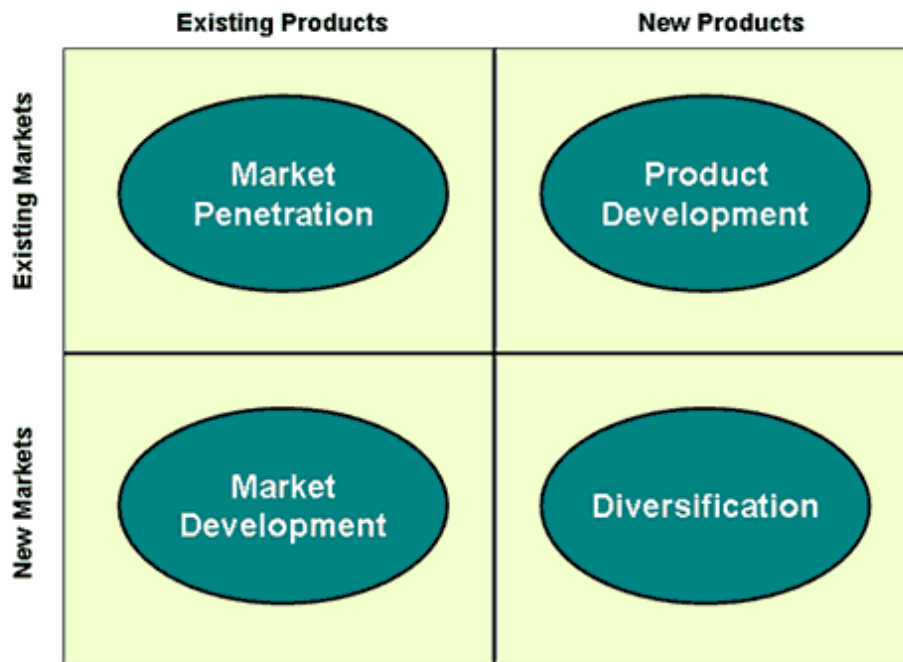 Existing Products
New Products
Existing Markets
Market
Penetration
Product
Development
New Markets
Market
Development
Diversification